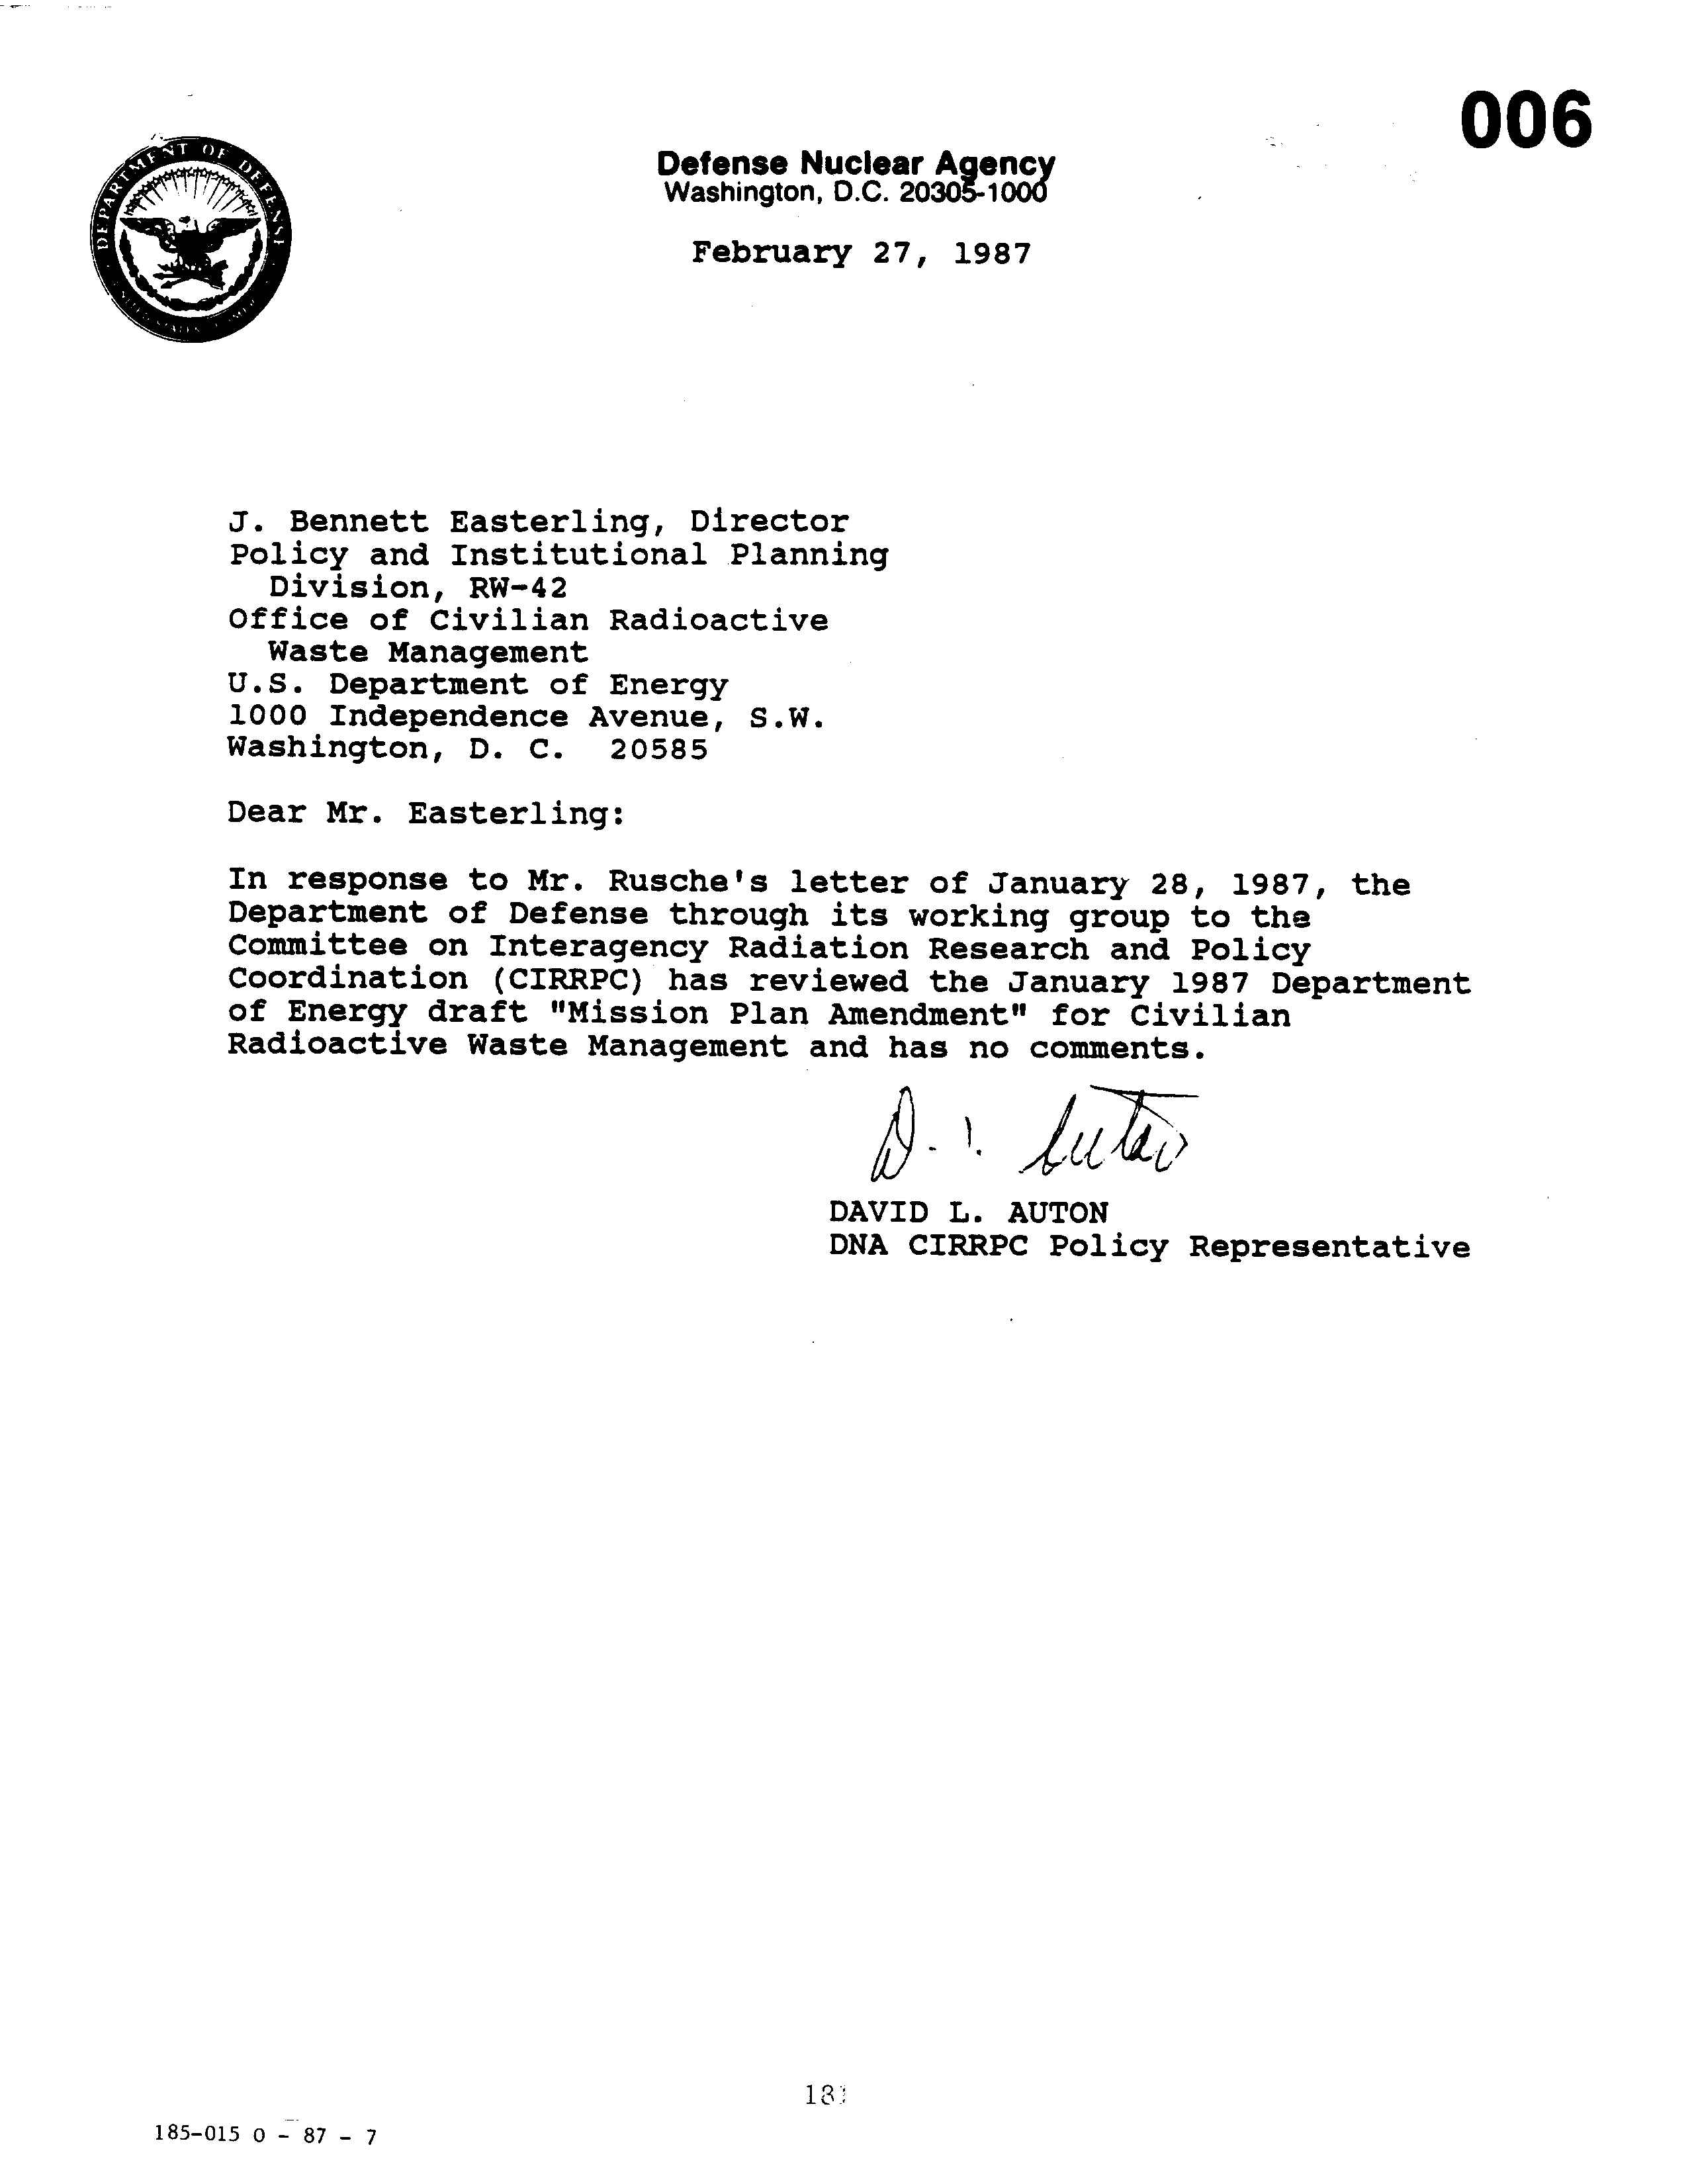 006
DEPARTMENT OF DEFENSE
Defense Nuclear Agency
Washington, D.C. 20305-1000
February 27, 1987
J. Bennett Easterling, Director
Policy and Institutional Planning
Division, RW-42
Office of Civilian Radioactive
Waste Management
U.S. Department of Energy
1000 Independence Avenue, S.W.
Washington, D. C. 20585
Dear Mr. Easterling:
In response to Mr. Rusche's letter of January 28, 1987, the
Department of Defense through its working group to the
Committee on Interagency Radiation Research and Policy
Coordination (CIRRPC) has reviewed the January 1987 Department
of Energy draft "Mission Plan Amendment" for Civilian
Radioactive Waste Management and has no comments.
DAVID L. AUTON
DNA CIRRPC Policy Representative
185-015 0 - 87 - 7